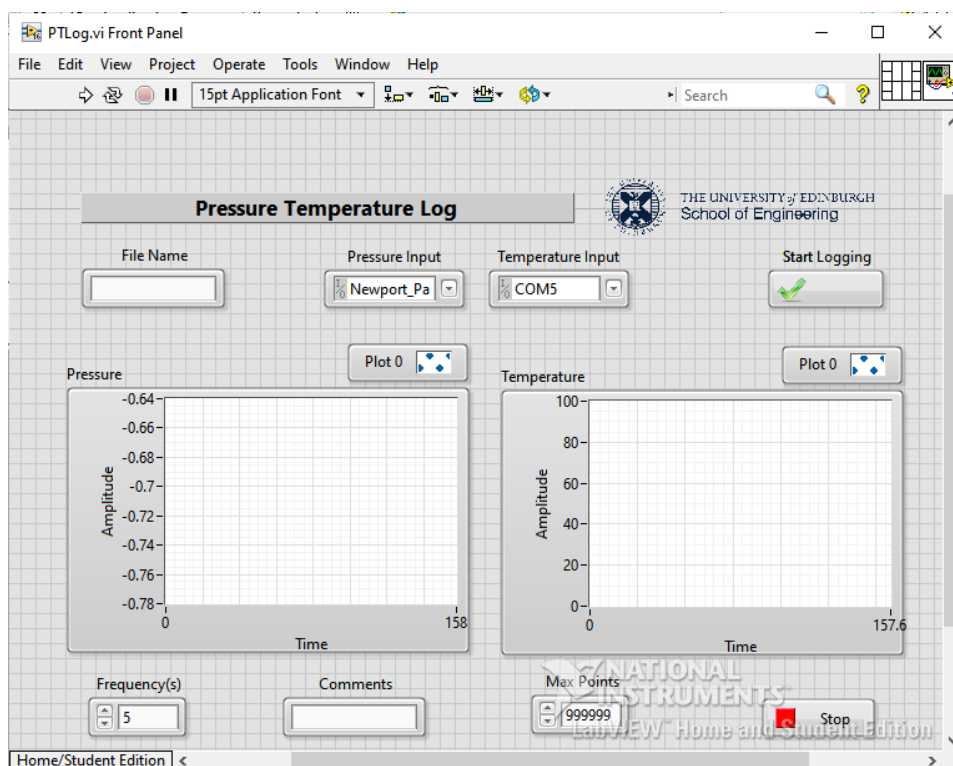 PTLog.vi Front Panel
File Edit View Project Operate Tools Window Help
15pt Application Font
Search
Pressure Temperature Log
THE UNIVERSITY of EDINBURGH
School of Engineering
File Name
Pressure Input
Temperature Input
Start Logging
Newport_Pa
COM5
Plot 0
Plot 0
Pressure
-0.64
-0.66
-0.68
-0.7
-0.72
-0.74
-0.76
-0.78
Amplitude
0
158
Time
Temperature
100
80
60
40
20
0
Amplitude
0
157.6
Time
Frequency(s)
5
Comments
Max Points
999999
Stop
NATIONAL
INSTRUMENTS
LabVIEW™ Home and Student Edition
Home/Student Edition